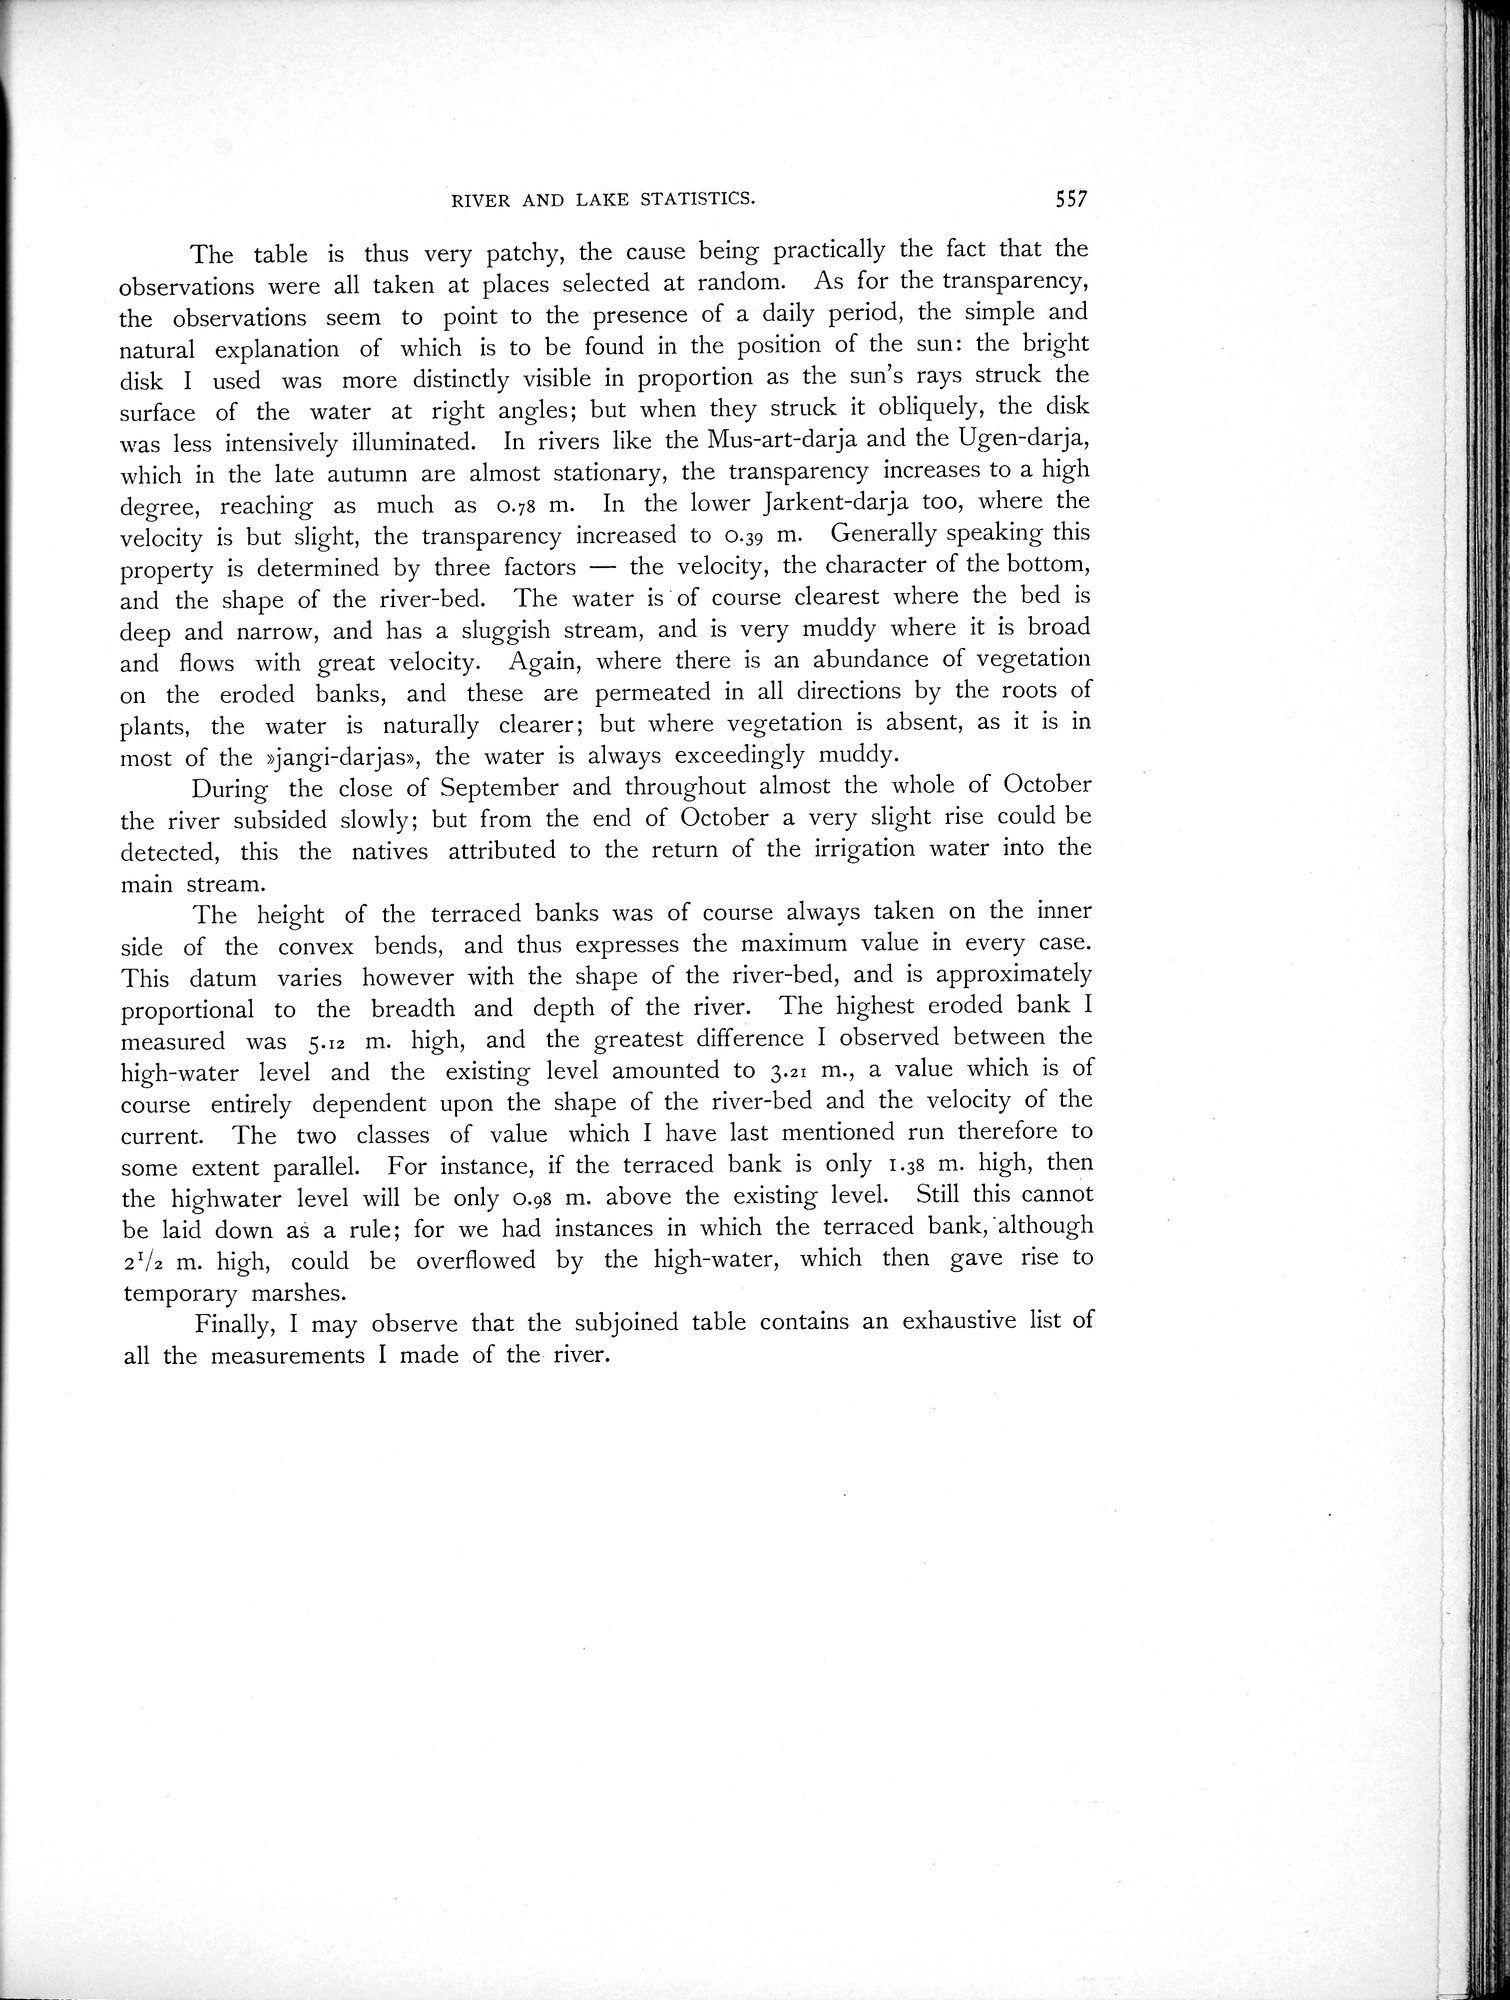 RIVER AND LAKE STATISTICS. 557
The table is thus very patchy, the cause being practically the fact that the
observations were all taken at places selected at random. As for the transparency,
the observations seem to point to the presence of a daily period, the simple and
natural explanation of which is to be found in the position of the sun: the bright
disk I used was more distinctly visible in proportion as the sun's rays struck the
surface of the water at right angles; but when they struck it obliquely, the disk
was less intensively illuminated. In rivers like the Mus-art-darja and the Ugen-darja,
which in the late autumn are almost stationary, the transparency increases to a high
degree, reaching as much as 0.78 m. In the lower Jarkent-darja too, where the
velocity is but slight, the transparency increased to 0.39 m. Generally speaking this
property is determined by three factors — the velocity, the character of the bottom,
and the shape of the river-bed. The water is of course clearest where the bed is
deep and narrow, and has a sluggish stream, and is very muddy where it is broad
and flows with great velocity. Again, where there is an abundance of vegetation
on the eroded banks, and these are permeated in all directions by the roots of
plants, the water is naturally clearer; but where vegetation is absent, as it is in
most of the »jangi-darjas», the water is always exceedingly muddy.
During the close of September and throughout almost the whole of October
the river subsided slowly; but from the end of October a very slight rise could be
detected, this the natives attributed to the return of the irrigation water into the
main stream.
The height of the terraced banks was of course always taken on the inner
side of the convex bends, and thus expresses the maximum value in every case.
This datum varies however with the shape of the river-bed, and is approximately
proportional to the breadth and depth of the river. The highest eroded bank I
measured was 5.12 m. high, and the greatest difference I observed between the
high-water level and the existing level amounted to 3.21 m., a value which is of
course entirely dependent upon the shape of the river-bed and the velocity of the
current. The two classes of value which I have last mentioned run therefore to
some extent parallel. For instance, if the terraced bank is only 1.38 m. high, then
the highwater level will be only 0.98 m. above the existing level. Still this cannot
be laid down as a rule; for we had instances in which the terraced bank, although
2 1/2 m. high, could be overflowed by the high-water, which then gave rise to
temporary marshes.
Finally, I may observe that the subjoined table contains an exhaustive list of
all the measurements I made of the river.